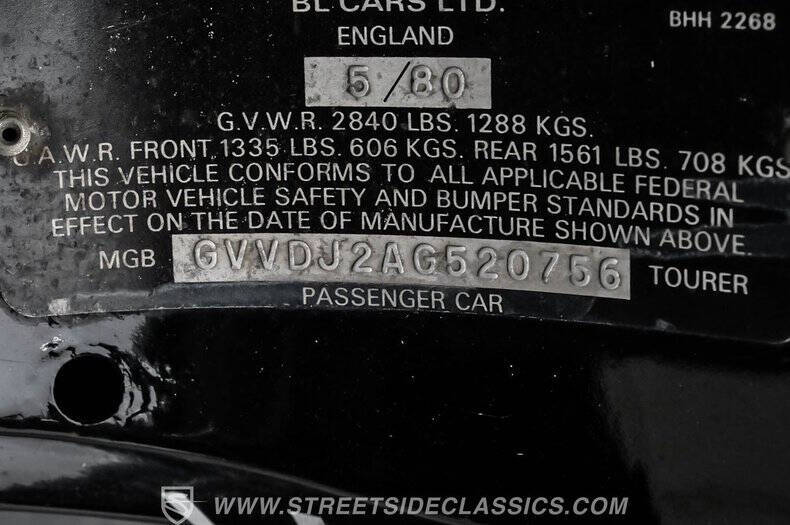 BL CARS LTD.
BHH 2268
ENGLAND
5/80
G.V.W.R. 2840 LBS. 1288 KGS.
G.A.W.R. FRONT 1335 LBS. 606 KGS. REAR 1561 LBS. 708 KGS
THIS VEHICLE CONFORMS TO ALL APPLICABLE FEDERAL
MOTOR VEHICLE SAFETY AND BUMPER STANDARDS IN
EFFECT ON THE DATE OF MANUFACTURE SHOWN ABOVE.
MGB GVVDJ2AG520756 TOURER
PASSENGER CAR
WWW.STREETSIDECLASSICS.COM